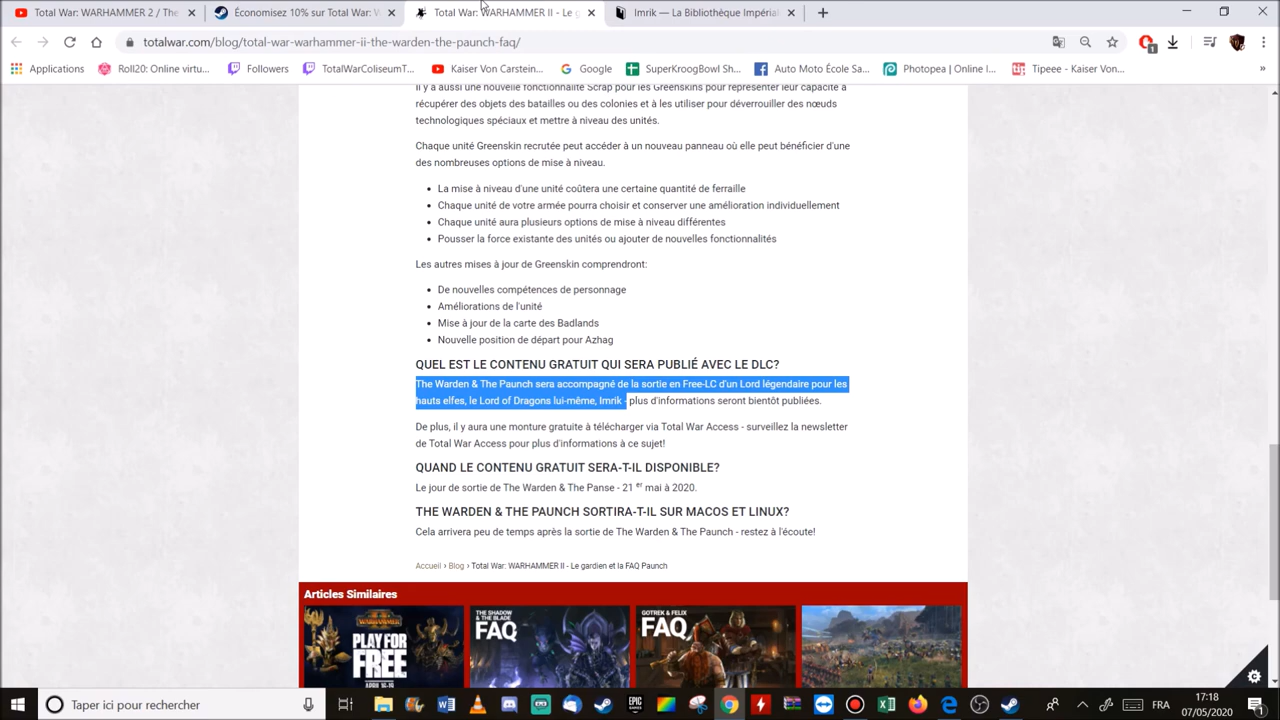 Total War: WARHAMMER 2 / The
Économisez 10% sur Total War: W
Total War: WARHAMMER II - Le g
Imrik — La Bibliothèque Impérial
totalwar.com/blog/total-war-warhammer-ii-the-warden-the-paunch-faq/
Applications
Roll20: Online virtu...
Followers
TotalWarColiseumT...
Kaiser Von Carstein...
Google
SuperKroogBowl Sh...
Auto Moto École Sa...
Photopea | Online I...
Tipeee - Kaiser Von...
Il y a aussi une nouvelle fonctionnalité Scrap pour les Greenskins pour représenter leur capacité à
récupérer des objets des batailles ou des colonies et à les utiliser pour déverrouiller des nœuds
technologiques spéciaux et mettre à niveau des unités.
Chaque unité Greenskin recrutée peut accéder à un nouveau panneau où elle peut bénéficier d'une
des nombreuses options de mise à niveau.
• La mise à niveau d'une unité coûtera une certaine quantité de ferraille
• Chaque unité de votre armée pourra choisir et conserver une amélioration individuellement
• Chaque unité aura plusieurs options de mise à niveau différentes
• Pousser la force existante des unités ou ajouter de nouvelles fonctionnalités
Les autres mises à jour de Greenskin comprendront:
• De nouvelles compétences de personnage
• Améliorations de l'unité
• Mise à jour de la carte des Badlands
• Nouvelle position de départ pour Azhag
QUEL EST LE CONTENU GRATUIT QUI SERA PUBLIÉ AVEC LE DLC?
The Warden & The Paunch sera accompagné de la sortie en Free-LC d'un Lord légendaire pour les
hauts elfes, le Lord of Dragons lui-même, Imrik - plus d'informations seront bientôt publiées.
De plus, il y aura une monture gratuite à télécharger via Total War Access - surveillez la newsletter
de Total War Access pour plus d'informations à ce sujet!
QUAND LE CONTENU GRATUIT SERA-T-IL DISPONIBLE?
Le jour de sortie de The Warden & The Panse - 21 er mai à 2020.
THE WARDEN & THE PAUNCH SORTIRA-T-IL SUR MACOS ET LINUX?
Cela arrivera peu de temps après la sortie de The Warden & The Paunch - restez à l'écoute!
Accueil › Blog › Total War: WARHAMMER II - Le gardien et la FAQ Paunch
Articles Similaires
WARHAMMER
PLAY FOR
FREE
THE SHADOW
& THE BLADE
FAQ
GOTREK & FELIX
FAQ
Taper ici pour rechercher
EPIC
FRA
17:18
07/05/2020